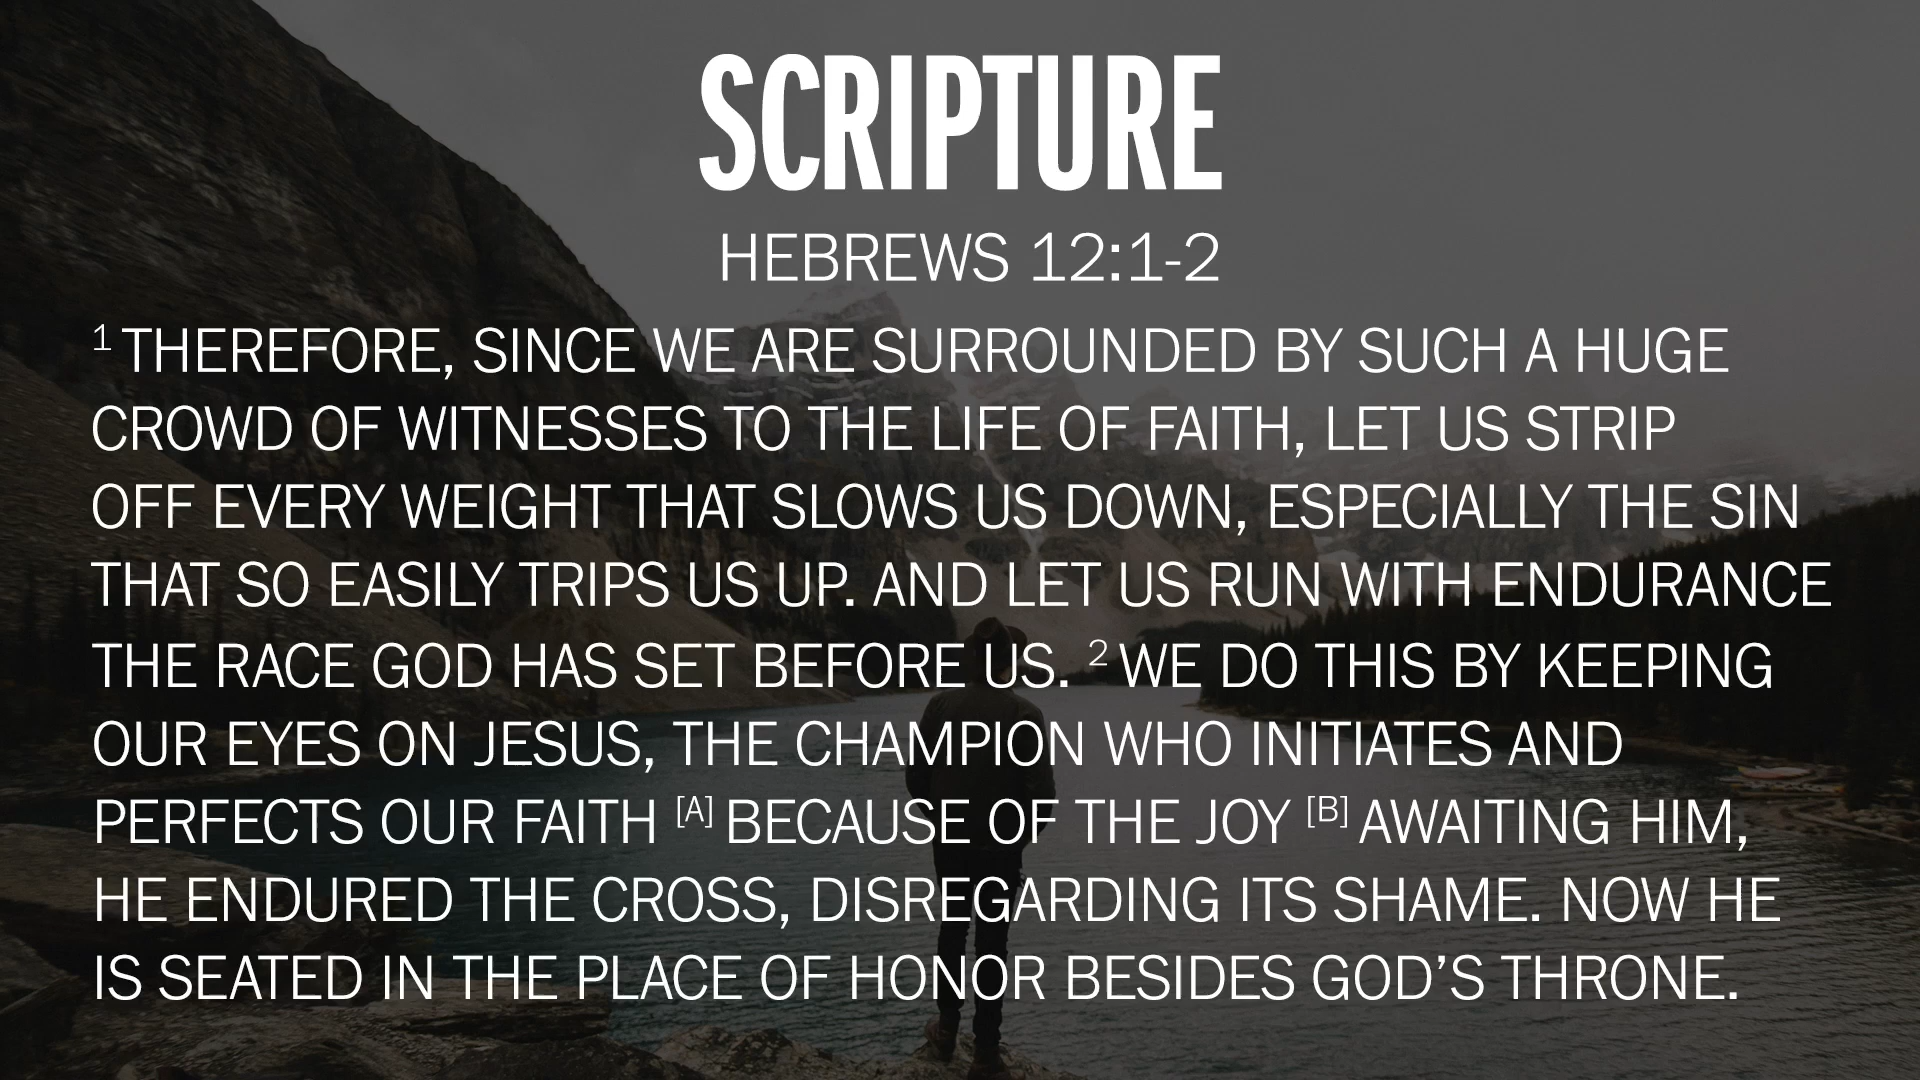 SCRIPTURE
HEBREWS 12:1-2
1 THEREFORE, SINCE WE ARE SURROUNDED BY SUCH A HUGE
CROWD OF WITNESSES TO THE LIFE OF FAITH, LET US STRIP
OFF EVERY WEIGHT THAT SLOWS US DOWN, ESPECIALLY THE SIN
THAT SO EASILY TRIPS US UP. AND LET US RUN WITH ENDURANCE
THE RACE GOD HAS SET BEFORE US. 2 WE DO THIS BY KEEPING
OUR EYES ON JESUS, THE CHAMPION WHO INITIATES AND
PERFECTS OUR FAITH [A] BECAUSE OF THE JOY [B] AWAITING HIM,
HE ENDURED THE CROSS, DISREGARDING ITS SHAME. NOW HE
IS SEATED IN THE PLACE OF HONOR BESIDES GOD’S THRONE.